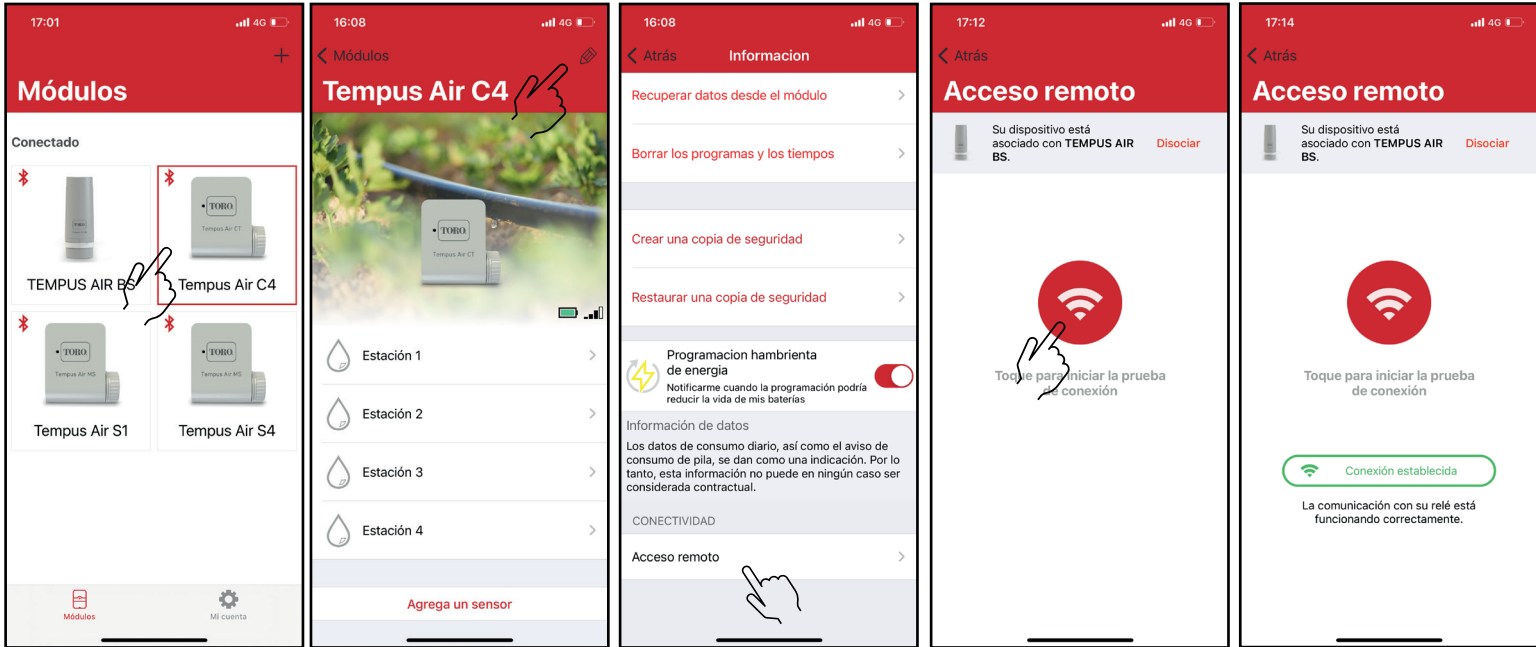 17:01
4G
+
Módulos
Conectado
TORO
Tempus Air CT
TEMPUS AIR BS
Tempus Air C4
TORO
Tempus Air MS
TORO
Tempus Air MS
Tempus Air S1
Tempus Air S4
Módulos
Mi cuenta
16:08
4G
Módulos
Tempus Air C4
TORO
Tempus Air CT
Estación 1
Estación 2
Estación 3
Estación 4
Agrega un sensor
16:08
4G
Atrás
Informacion
Recuperar datos desde el módulo
Borrar los programas y los tiempos
Crear una copia de seguridad
Restaurar una copia de seguridad
Programacion hambrienta
de energia
Notificarme cuando la programación podría
reducir la vida de mis baterías
Información de datos
Los datos de consumo diario, así como el aviso de
consumo de pila, se dan como una indicación. Por lo
tanto, esta información no puede en ningún caso ser
considerada contractual.
CONECTIVIDAD
Acceso remoto
17:12
4G
Atrás
Acceso remoto
Su dispositivo está
asociado con TEMPUS AIR
BS.
Disociar
Toque para iniciar la prueba
de conexión
17:14
4G
Atrás
Acceso remoto
Su dispositivo está
asociado con TEMPUS AIR
BS.
Disociar
Toque para iniciar la prueba
de conexión
Conexión establecida
La comunicación con su relé está
funcionando correctamente.